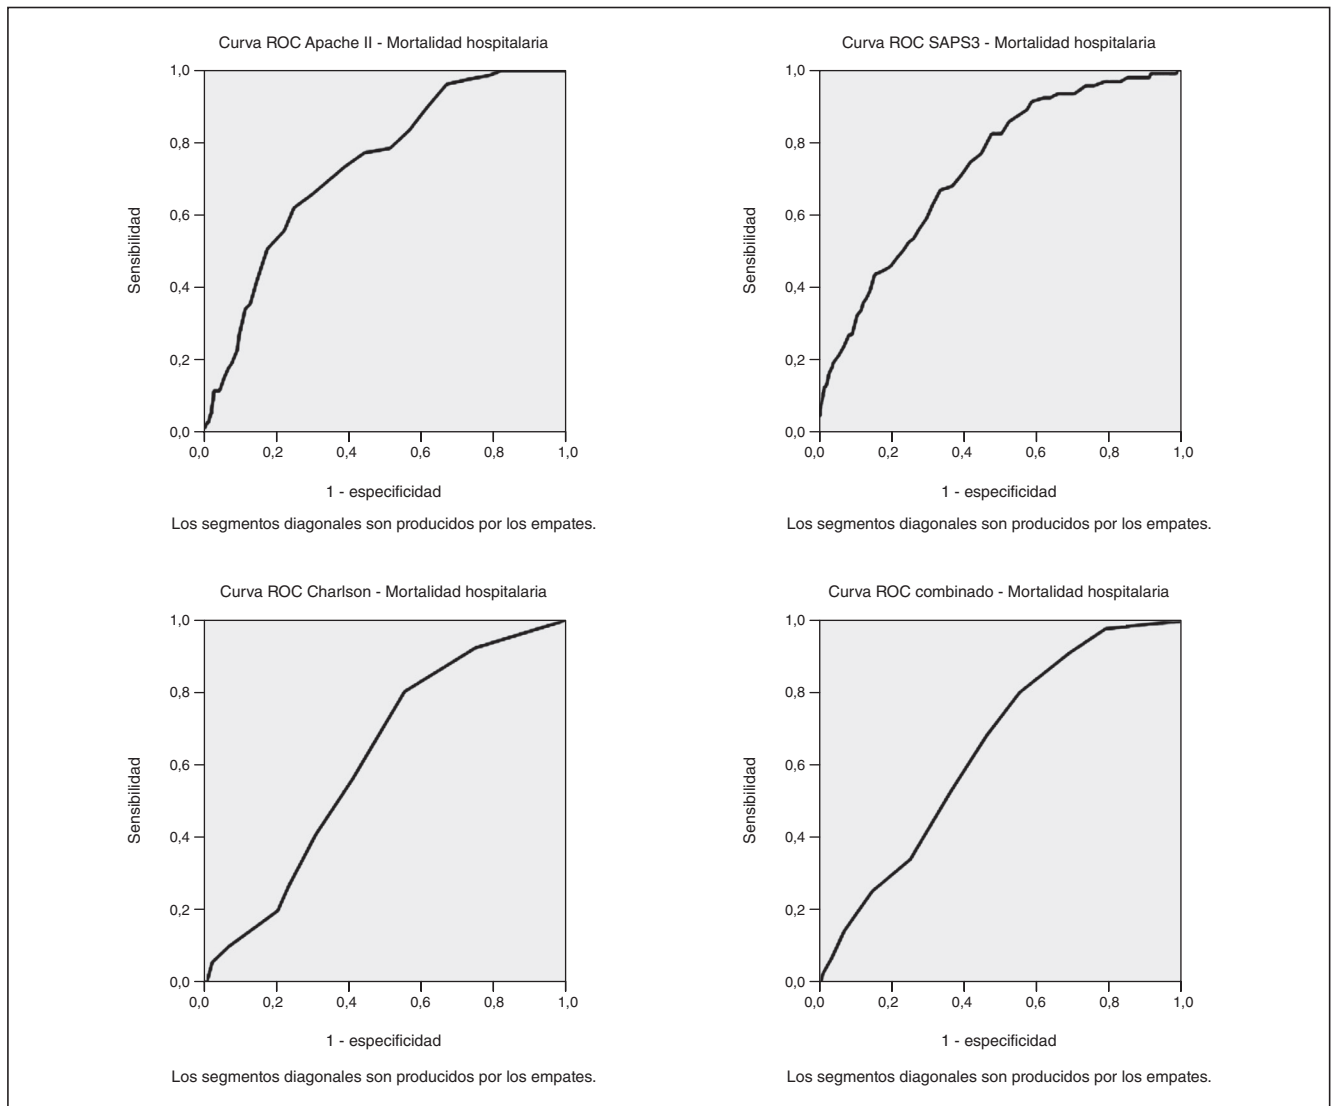 Curva ROC Apache II - Mortalidad hospitalaria
1,0
0,8
0,6
0,4
0,2
0,0
Sensibilidad
0,0 0,2 0,4 0,6 0,8 1,0
1 - especificidad
Los segmentos diagonales son producidos por los empates.
Curva ROC SAPS3 - Mortalidad hospitalaria
1,0
0,8
0,6
0,4
0,2
0,0
Sensibilidad
0,0 0,2 0,4 0,6 0,8 1,0
1 - especificidad
Los segmentos diagonales son producidos por los empates.
Curva ROC Charlson - Mortalidad hospitalaria
1,0
0,8
0,6
0,4
0,2
0,0
Sensibilidad
0,0 0,2 0,4 0,6 0,8 1,0
1 - especificidad
Los segmentos diagonales son producidos por los empates.
Curva ROC combinado - Mortalidad hospitalaria
1,0
0,8
0,6
0,4
0,2
0,0
Sensibilidad
0,0 0,2 0,4 0,6 0,8 1,0
1 - especificidad
Los segmentos diagonales son producidos por los empates.